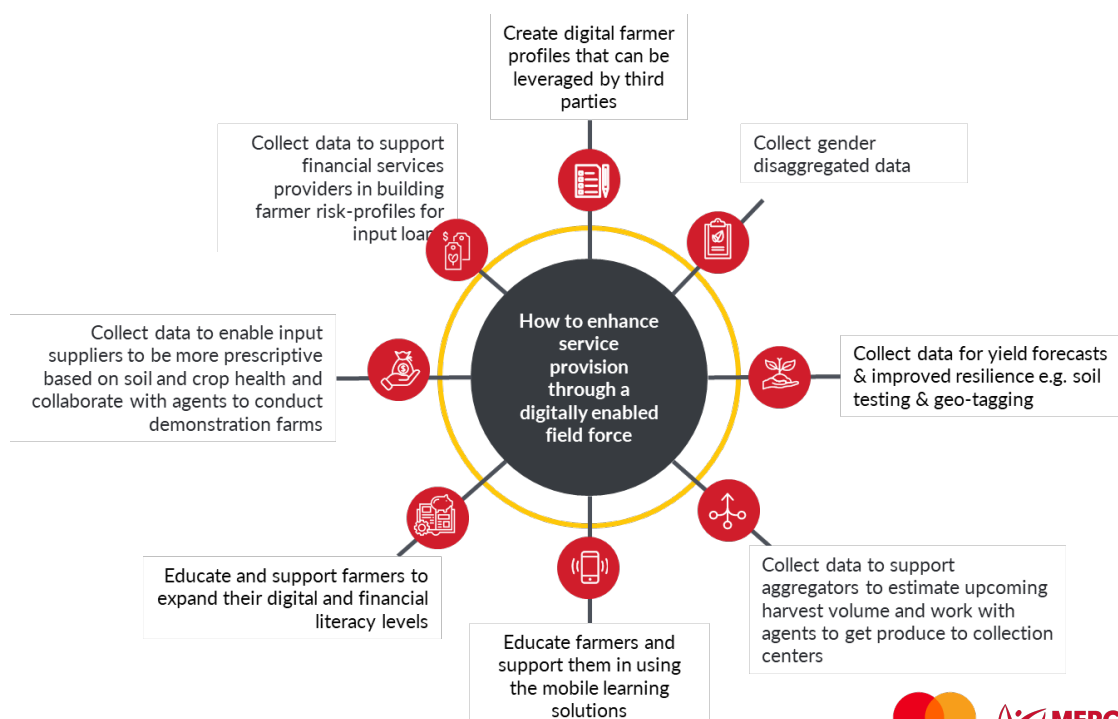 Create digital farmer
profiles that can be
leveraged by third
parties
Collect gender
disaggregated data
Collect data to support
financial services
providers in building
farmer risk-profiles for
input
How to enhance
service
provision
through a
digitally enabled
field force
Collect data for yield forecasts
& improved resilience e.g. soil
testing & geo-tagging
Collect data to enable input
suppliers to be more prescriptive
based on soil and crop health and
collaborate with agents to conduct
demonstration farms
Collect data to support
aggregators to estimate upcoming
harvest volume and work with
agents to get produce to collection
centers
Educate and support farmers to
expand their digital and financial
literacy levels
Educate farmers and
support them in using
the mobile learning
solutions